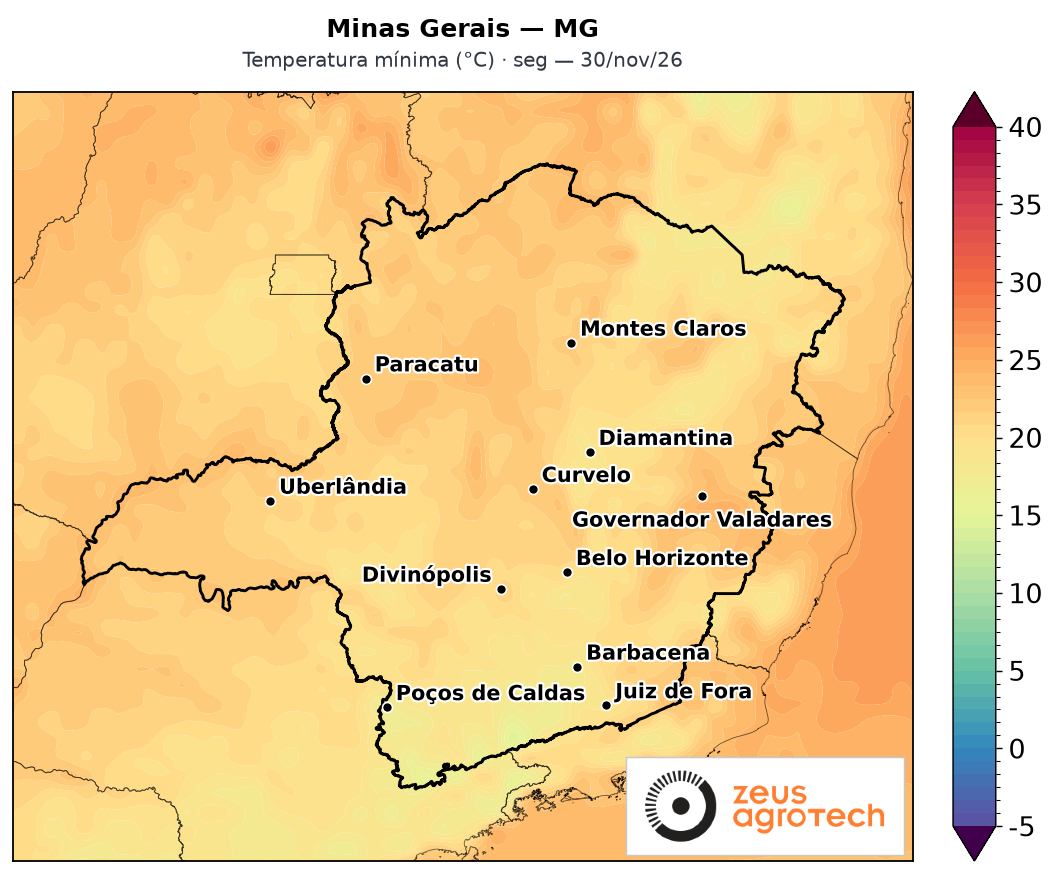 Minas Gerais — MG
Temperatura mínima (°C) · seg — 30/nov/26
Montes Claros
Paracatu
Diamantina
Curvelo
Uberlândia
Governador Valadares
Belo Horizonte
Divinópolis
Barbacena
Poços de Caldas
Juiz de Fora
zeus
agrotech
40
35
30
25
20
15
10
5
0
-5